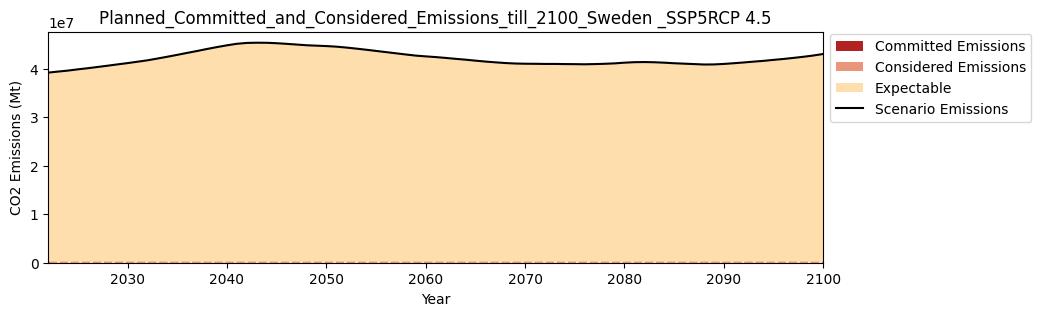 Planned_Committed_and_Considered_Emissions_till_2100_Sweden _SSP5RCP 4.5
1e7
Committed Emissions
Considered Emissions
Expectable
Scenario Emissions
CO2 Emissions (Mt)
4
3
2
1
0
2030 2040 2050 2060 2070 2080 2090 2100
Year